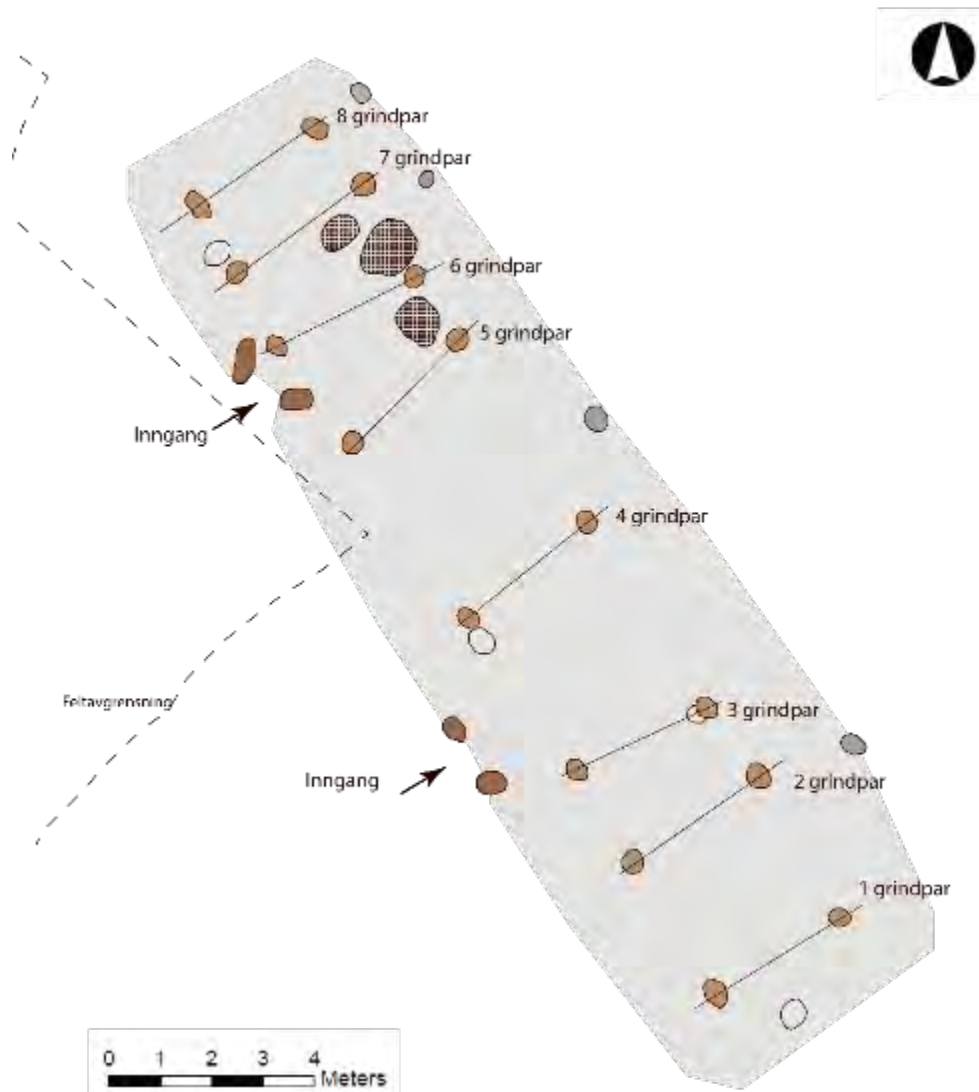 8 grindpar
7 grindpar
6 grindpar
5 grindpar
Inngang
4 grindpar
Feltavgrensning
3 grindpar
Inngang
2 grindpar
1 grindpar
0 1 2 3 4
Meters